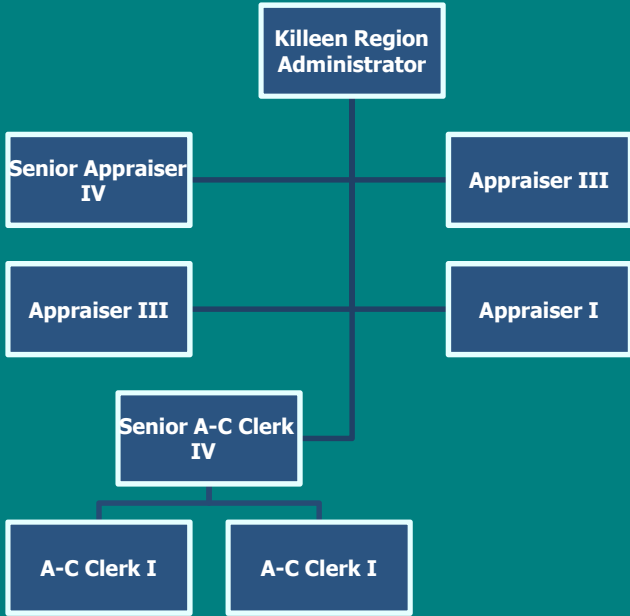 Killeen Region
Administrator
Senior Appraiser
IV
Appraiser III
Appraiser III
Appraiser I
Senior A-C Clerk
IV
A-C Clerk I
A-C Clerk I